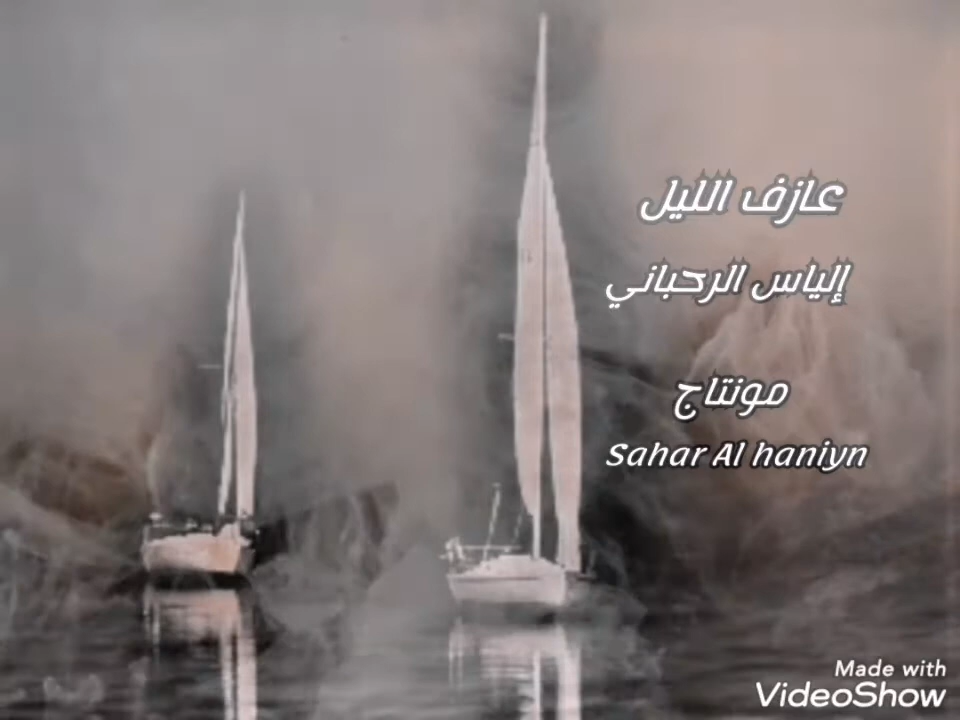 عازف الليل
إلياس الرحباني
مونتاج
Sahar Al haniyn
Made with
VideoShow